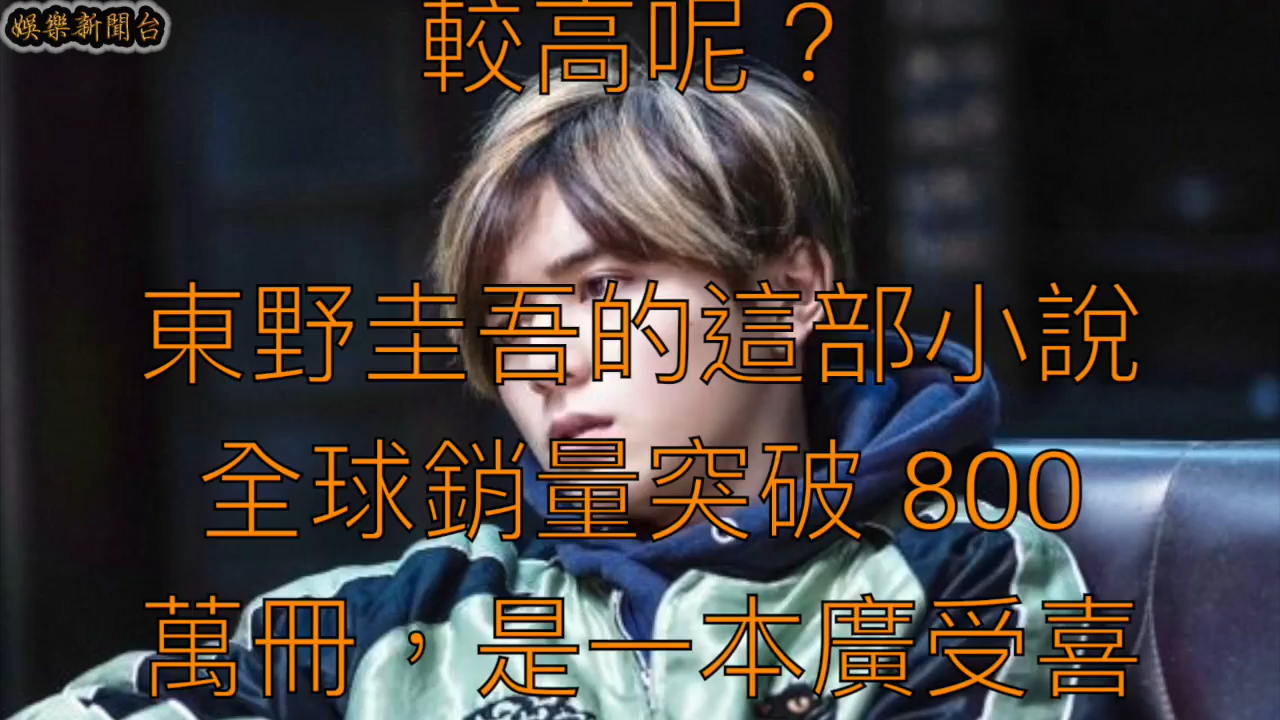 娛樂新聞台
較高呢？
東野圭吾的這部小說
全球銷量突破 800
萬冊，是一本廣受喜